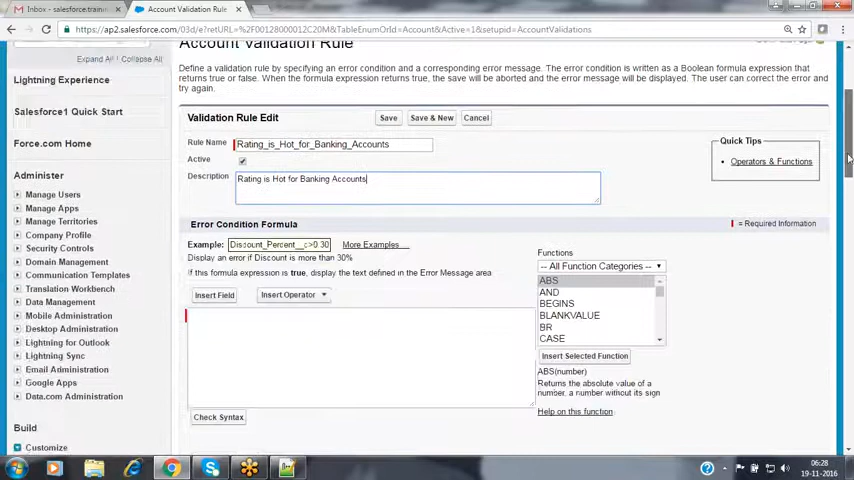 Inbox - salesforce.trainin
Account Validation Rule
https://ap2.salesforce.com/03d/e?retURL=%2F00128000012C20M&TableEnumOrId=Account&Active=1&setupid=AccountValidations
Expand All | Collapse All
Lightning Experience
Salesforce1 Quick Start
Force.com Home
Administer
Manage Users
Manage Apps
Manage Territories
Company Profile
Security Controls
Domain Management
Communication Templates
Translation Workbench
Data Management
Mobile Administration
Desktop Administration
Lightning for Outlook
Lightning Sync
Email Administration
Google Apps
Data.com Administration
Build
Customize
Account Validation Rule
Define a validation rule by specifying an error condition and a corresponding error message. The error condition is written as a Boolean formula expression that
returns true or false. When the formula expression returns true, the save will be aborted and the error message will be displayed. The user can correct the error and
try again.
Validation Rule Edit
Save
Save & New
Cancel
Rule Name
Rating_is_Hot_for_Banking_Accounts
Active
Description
Rating is Hot for Banking Accounts
Quick Tips
Operators & Functions
Error Condition Formula
= Required Information
Example:
Discount_Percent__c>0.30
More Examples ...
Display an error if Discount is more than 30%
If this formula expression is true, display the text defined in the Error Message area
Insert Field
Insert Operator
Functions
-- All Function Categories --
ABS
AND
BEGINS
BLANKVALUE
BR
CASE
Insert Selected Function
ABS(number)
Returns the absolute value of a
number, a number without its sign
Help on this function
Check Syntax
06:28
19-11-2016